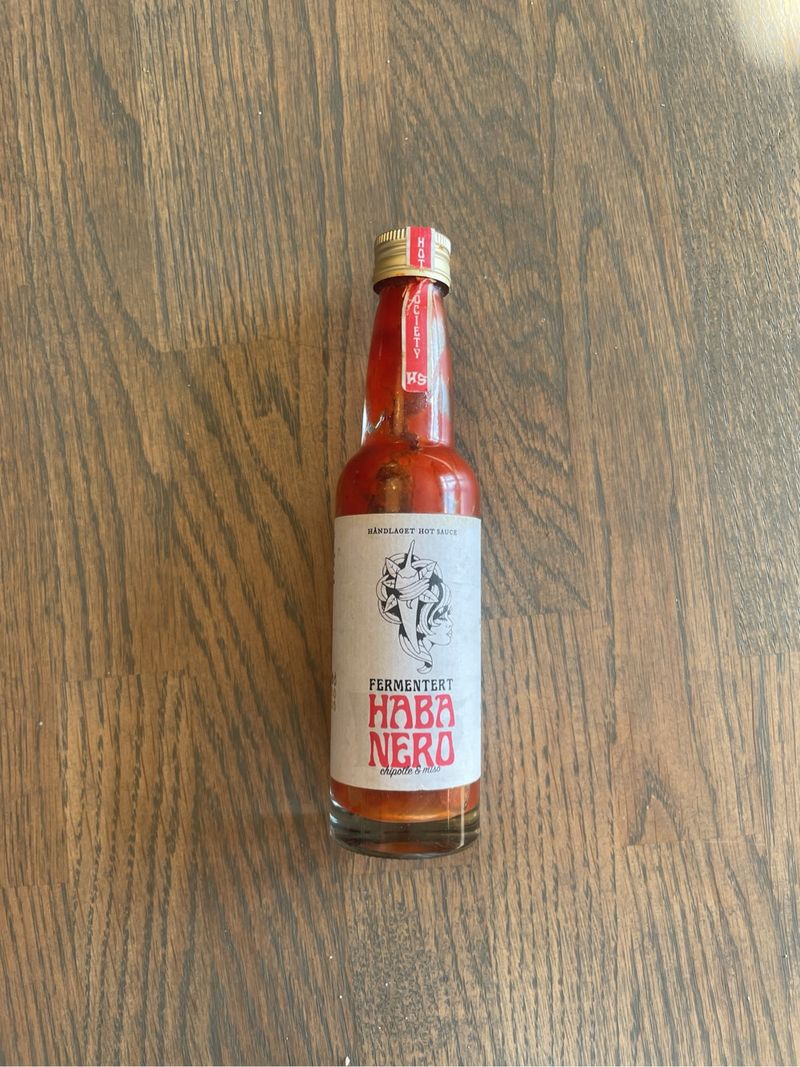 HOT
SOCIETY
HS
HÅNDLAGET HOT SAUCE
FERMENTERT
HABA
NERO
chipotle & miso